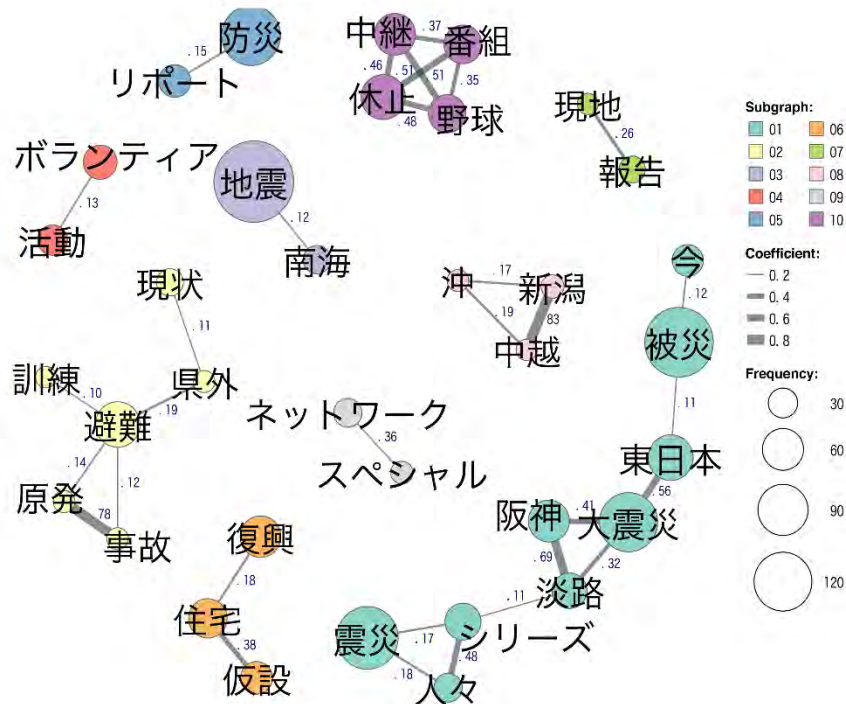 防災
.15
リポート
中継
.37
番組
.46
.51
.51
.35
休止
.48
野球
現地
.26
報告
ボランティア
.13
活動
地震
.12
南海
現状
.11
訓練
.10
県外
.19
避難
.14
.12
原発
.78
事故
沖
.17
新潟
.19
.83
中越
今
.12
被災
.11
東日本
.56
阪神
.41
大震災
.69
.32
淡路
.11
ネットワーク
.36
スペシャル
復興
.18
住宅
.38
仮設
震災
.17
シリーズ
.18
.48
人々
Subgraph:
01 06
02 07
03 08
04 09
05 10
Coefficient:
0.2
0.4
0.6
0.8
Frequency:
30
60
90
120